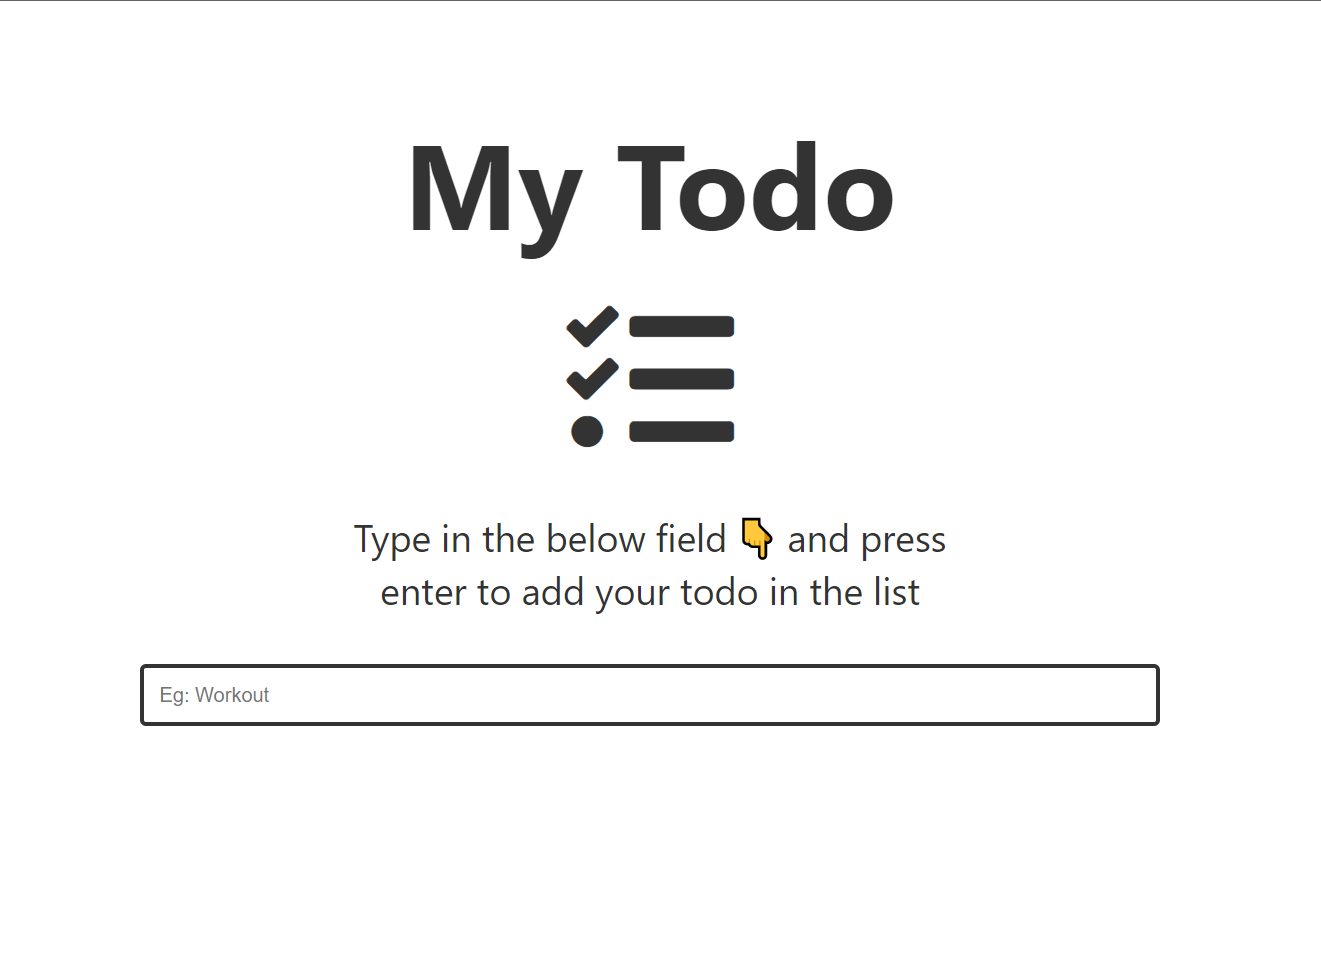 My Todo
Type in the below field 👇 and press
enter to add your todo in the list
Eg: Workout